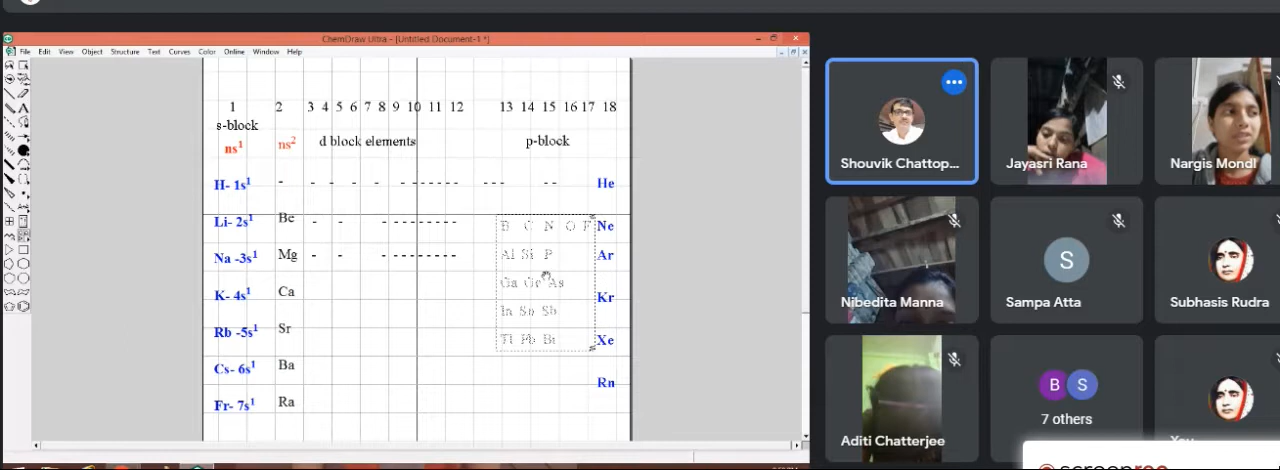 ChemDraw Ultra - [Untitled Document-1 *]
File Edit View Object Structure Text Curves Color Online Window Help
1 2 3 4 5 6 7 8 9 10 11 12 13 14 15 16 17 18
s-block
ns¹ ns² d block elements p-block
H- 1s¹ - - - - - - - - - - - - - - - - - He
Li- 2s¹ Be - - - - - - - - - B C N O F Ne
Na -3s¹ Mg - - - - - - - - - Al Si P Ar
K- 4s¹ Ca Ga Ge As Kr
Rb -5s¹ Sr In Sn Sb Xe
Cs- 6s¹ Ba Tl Pb Bi Rn
Fr- 7s¹ Ra
Shouvik Chattop...
Jayasri Rana
Nargis Mondl
Nibedita Manna
S
Sampa Atta
Subhasis Rudra
Aditi Chatterjee
B S
7 others
You